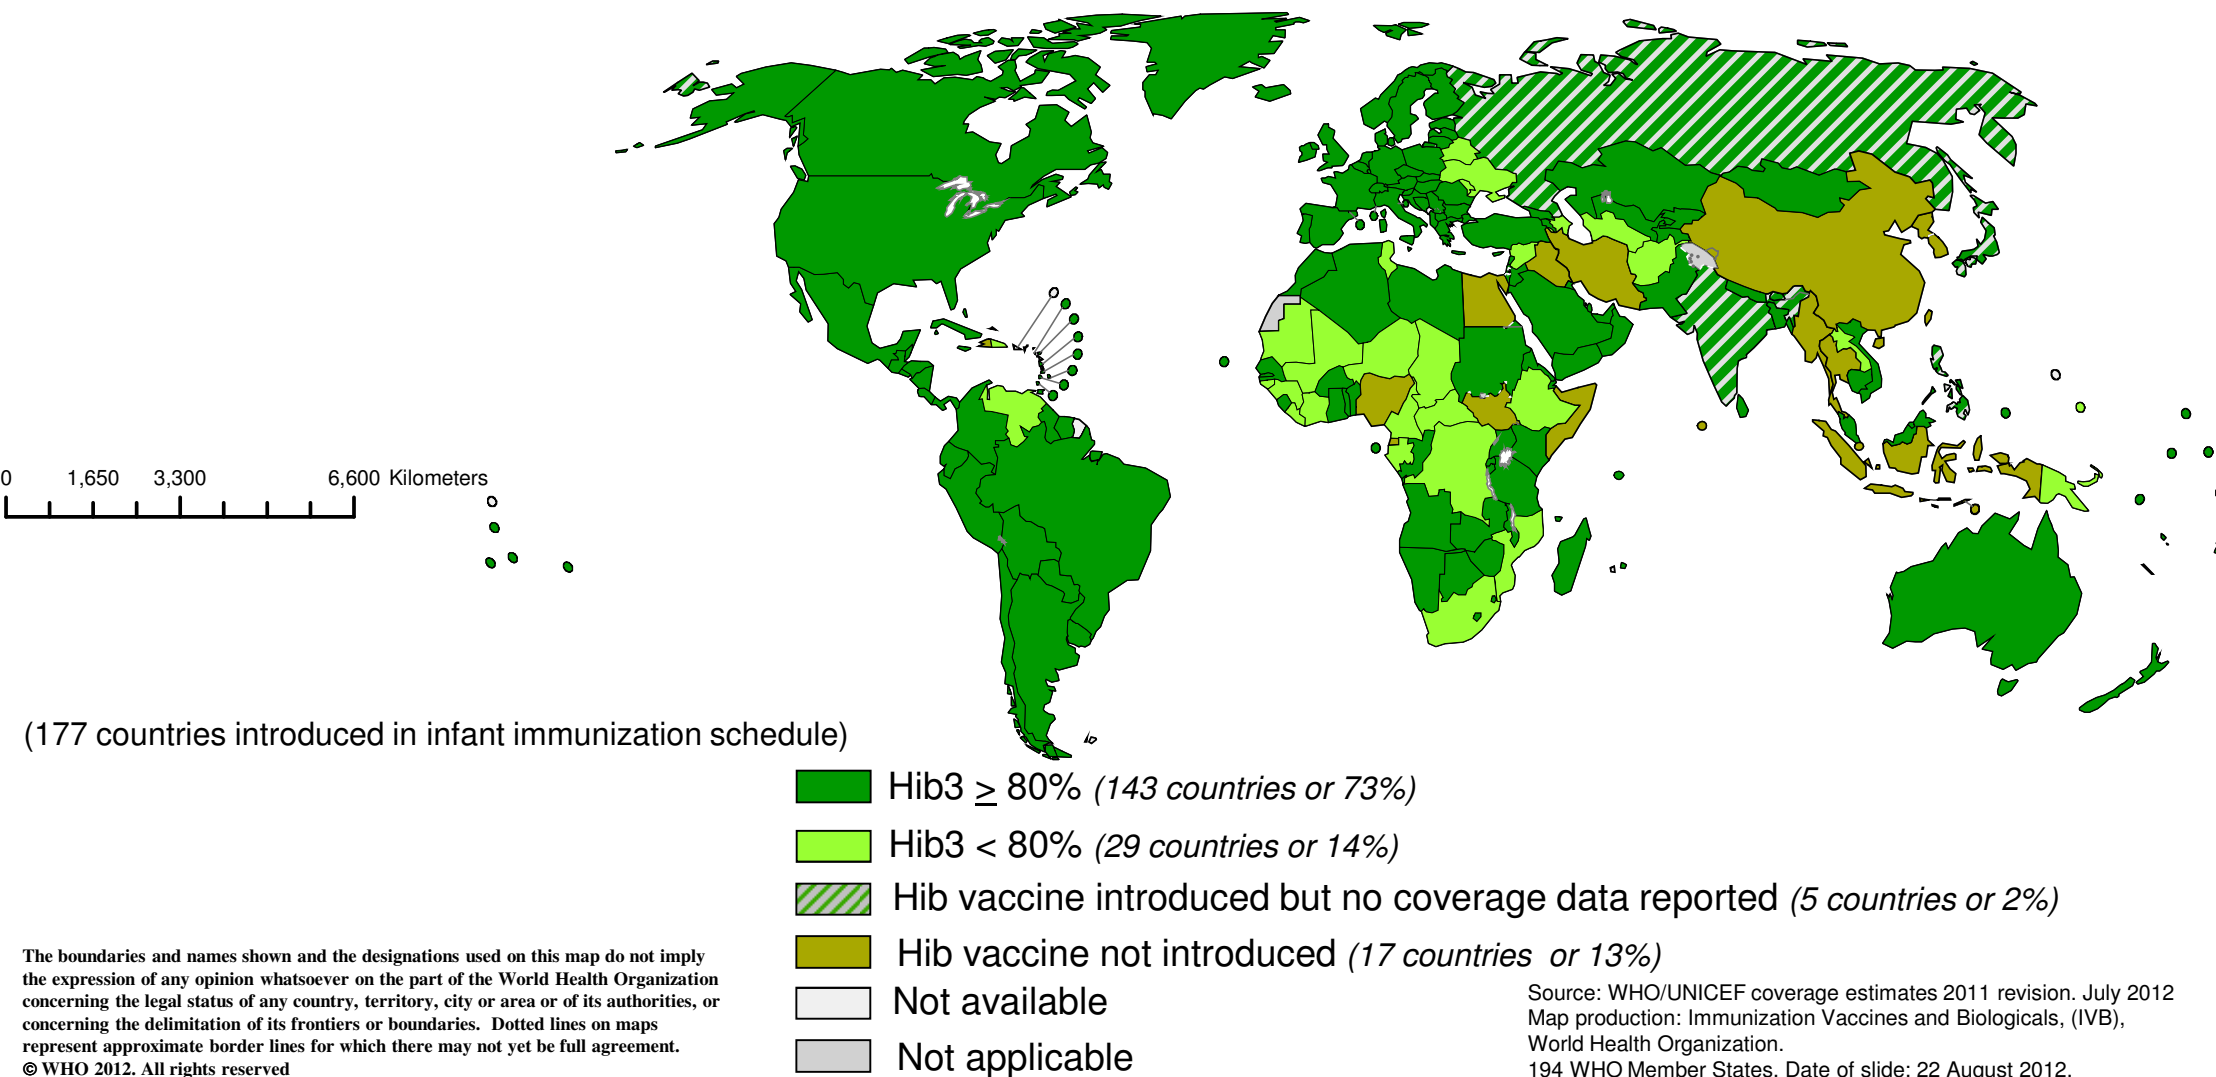 0 1,650 3,300 6,600 Kilometers
(177 countries introduced in infant immunization schedule)
Hib3 ≥ 80% (143 countries or 73%)
Hib3 < 80% (29 countries or 14%)
Hib vaccine introduced but no coverage data reported (5 countries or 2%)
Hib vaccine not introduced (17 countries or 13%)
Not available
Not applicable
The boundaries and names shown and the designations used on this map do not imply
the expression of any opinion whatsoever on the part of the World Health Organization
concerning the legal status of any country, territory, city or area or of its authorities, or
concerning the delimitation of its frontiers or boundaries. Dotted lines on maps
represent approximate border lines for which there may not yet be full agreement.
© WHO 2012. All rights reserved
Source: WHO/UNICEF coverage estimates 2011 revision. July 2012
Map production: Immunization Vaccines and Biologicals, (IVB),
World Health Organization.
194 WHO Member States. Date of slide: 22 August 2012.